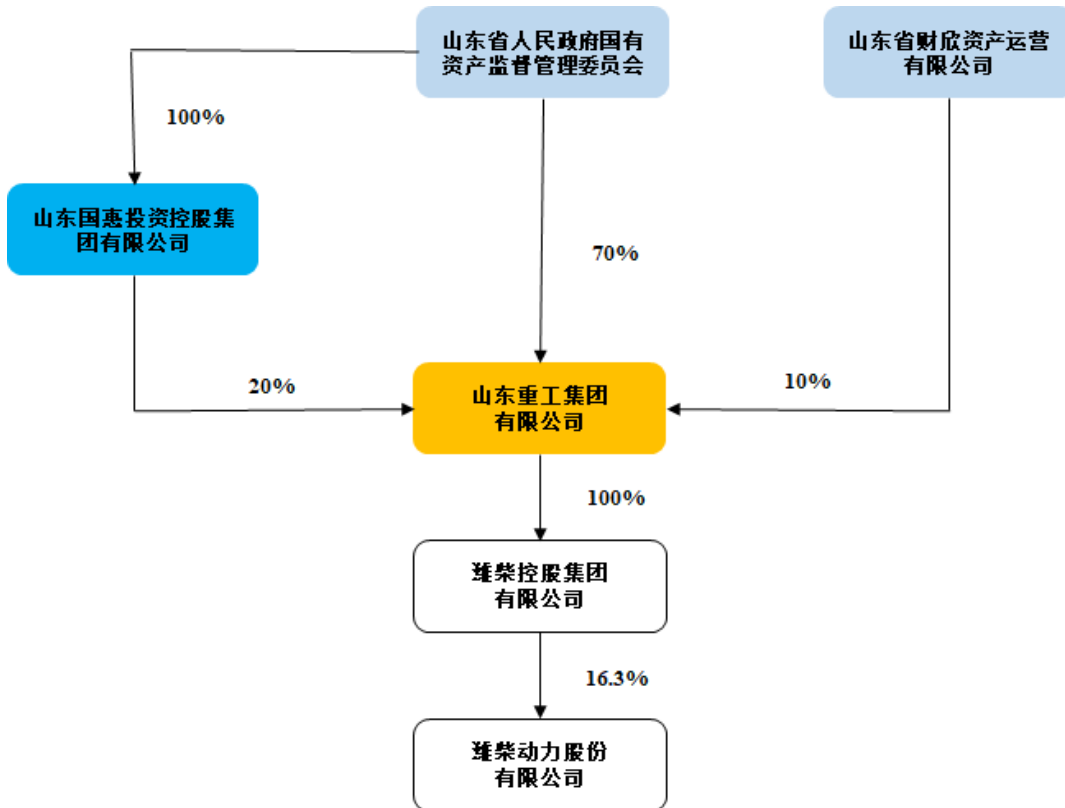 山东省人民政府国有
资产监督管理委员会
山东省财欣资产运营
有限公司
100%
山东国惠投资控股集
团有限公司
70%
20%
10%
山东重工集团
有限公司
100%
潍柴控股集团
有限公司
16.3%
潍柴动力股份
有限公司